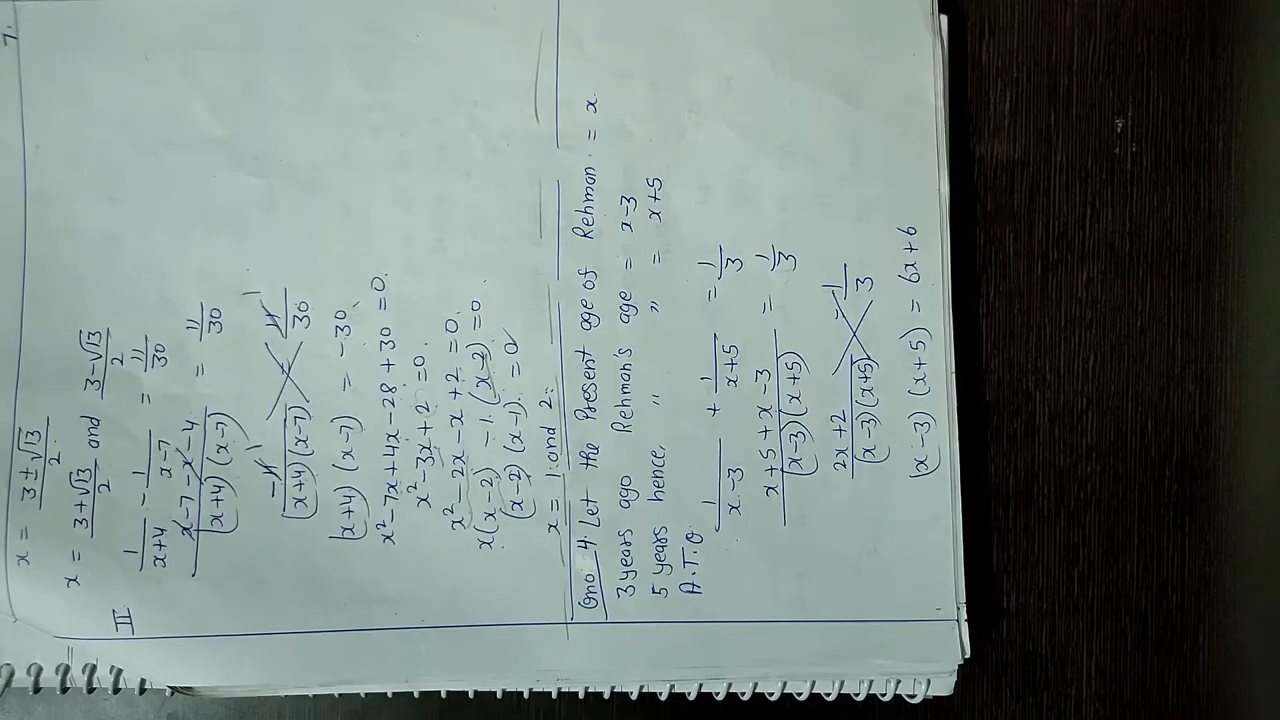 7.
x = 3±√13/2
x = 3+√13/2 and 3-√13/2
II 1/x+4 - 1/x-7 = 11/30
x-7-x-4/(x+4)(x-7) = 11/30
-11/(x+4)(x-7) = 11/30
1 1
(x+4)(x-7) = -30
x²-7x+4x-28+30=0.
x²-3x+2=0.
x²-2x-x+2=0.
x(x-2)-1.(x-2)=0
(x-2)(x-1).=0
x=1 and 2.
Qno. 4. Let the Present age of Rehman. = x.
3 years ago Rehman's age = x-3
5 years hence, " " = x+5
A.T.Q.
1/x-3 + 1/x+5 = 1/3
x+5+x-3/(x-3)(x+5) = 1/3
2x+2/(x-3)(x+5) = 1/3
(x-3)(x+5) = 6x+6